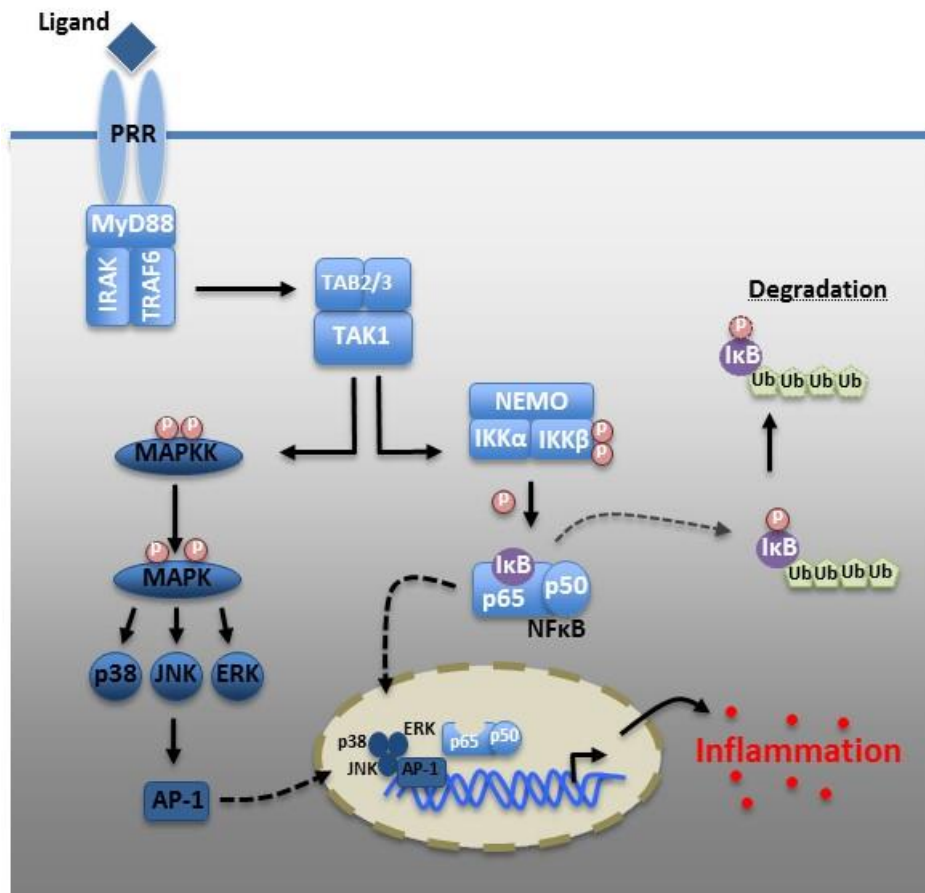 Ligand
PRR
MyD88
IRAK
TRAF6
TAB2/3
TAK1
Degradation
P
IκB
Ub Ub Ub Ub
NEMO
IKKα IKKβ
P
P
P P
MAPKK
P
P
IκB
Ub Ub Ub Ub
IκB
p65 p50
NFκB
P P
MAPK
p38 JNK ERK
ERK
p38
p65 p50
JNK
AP-1
Inflammation
AP-1